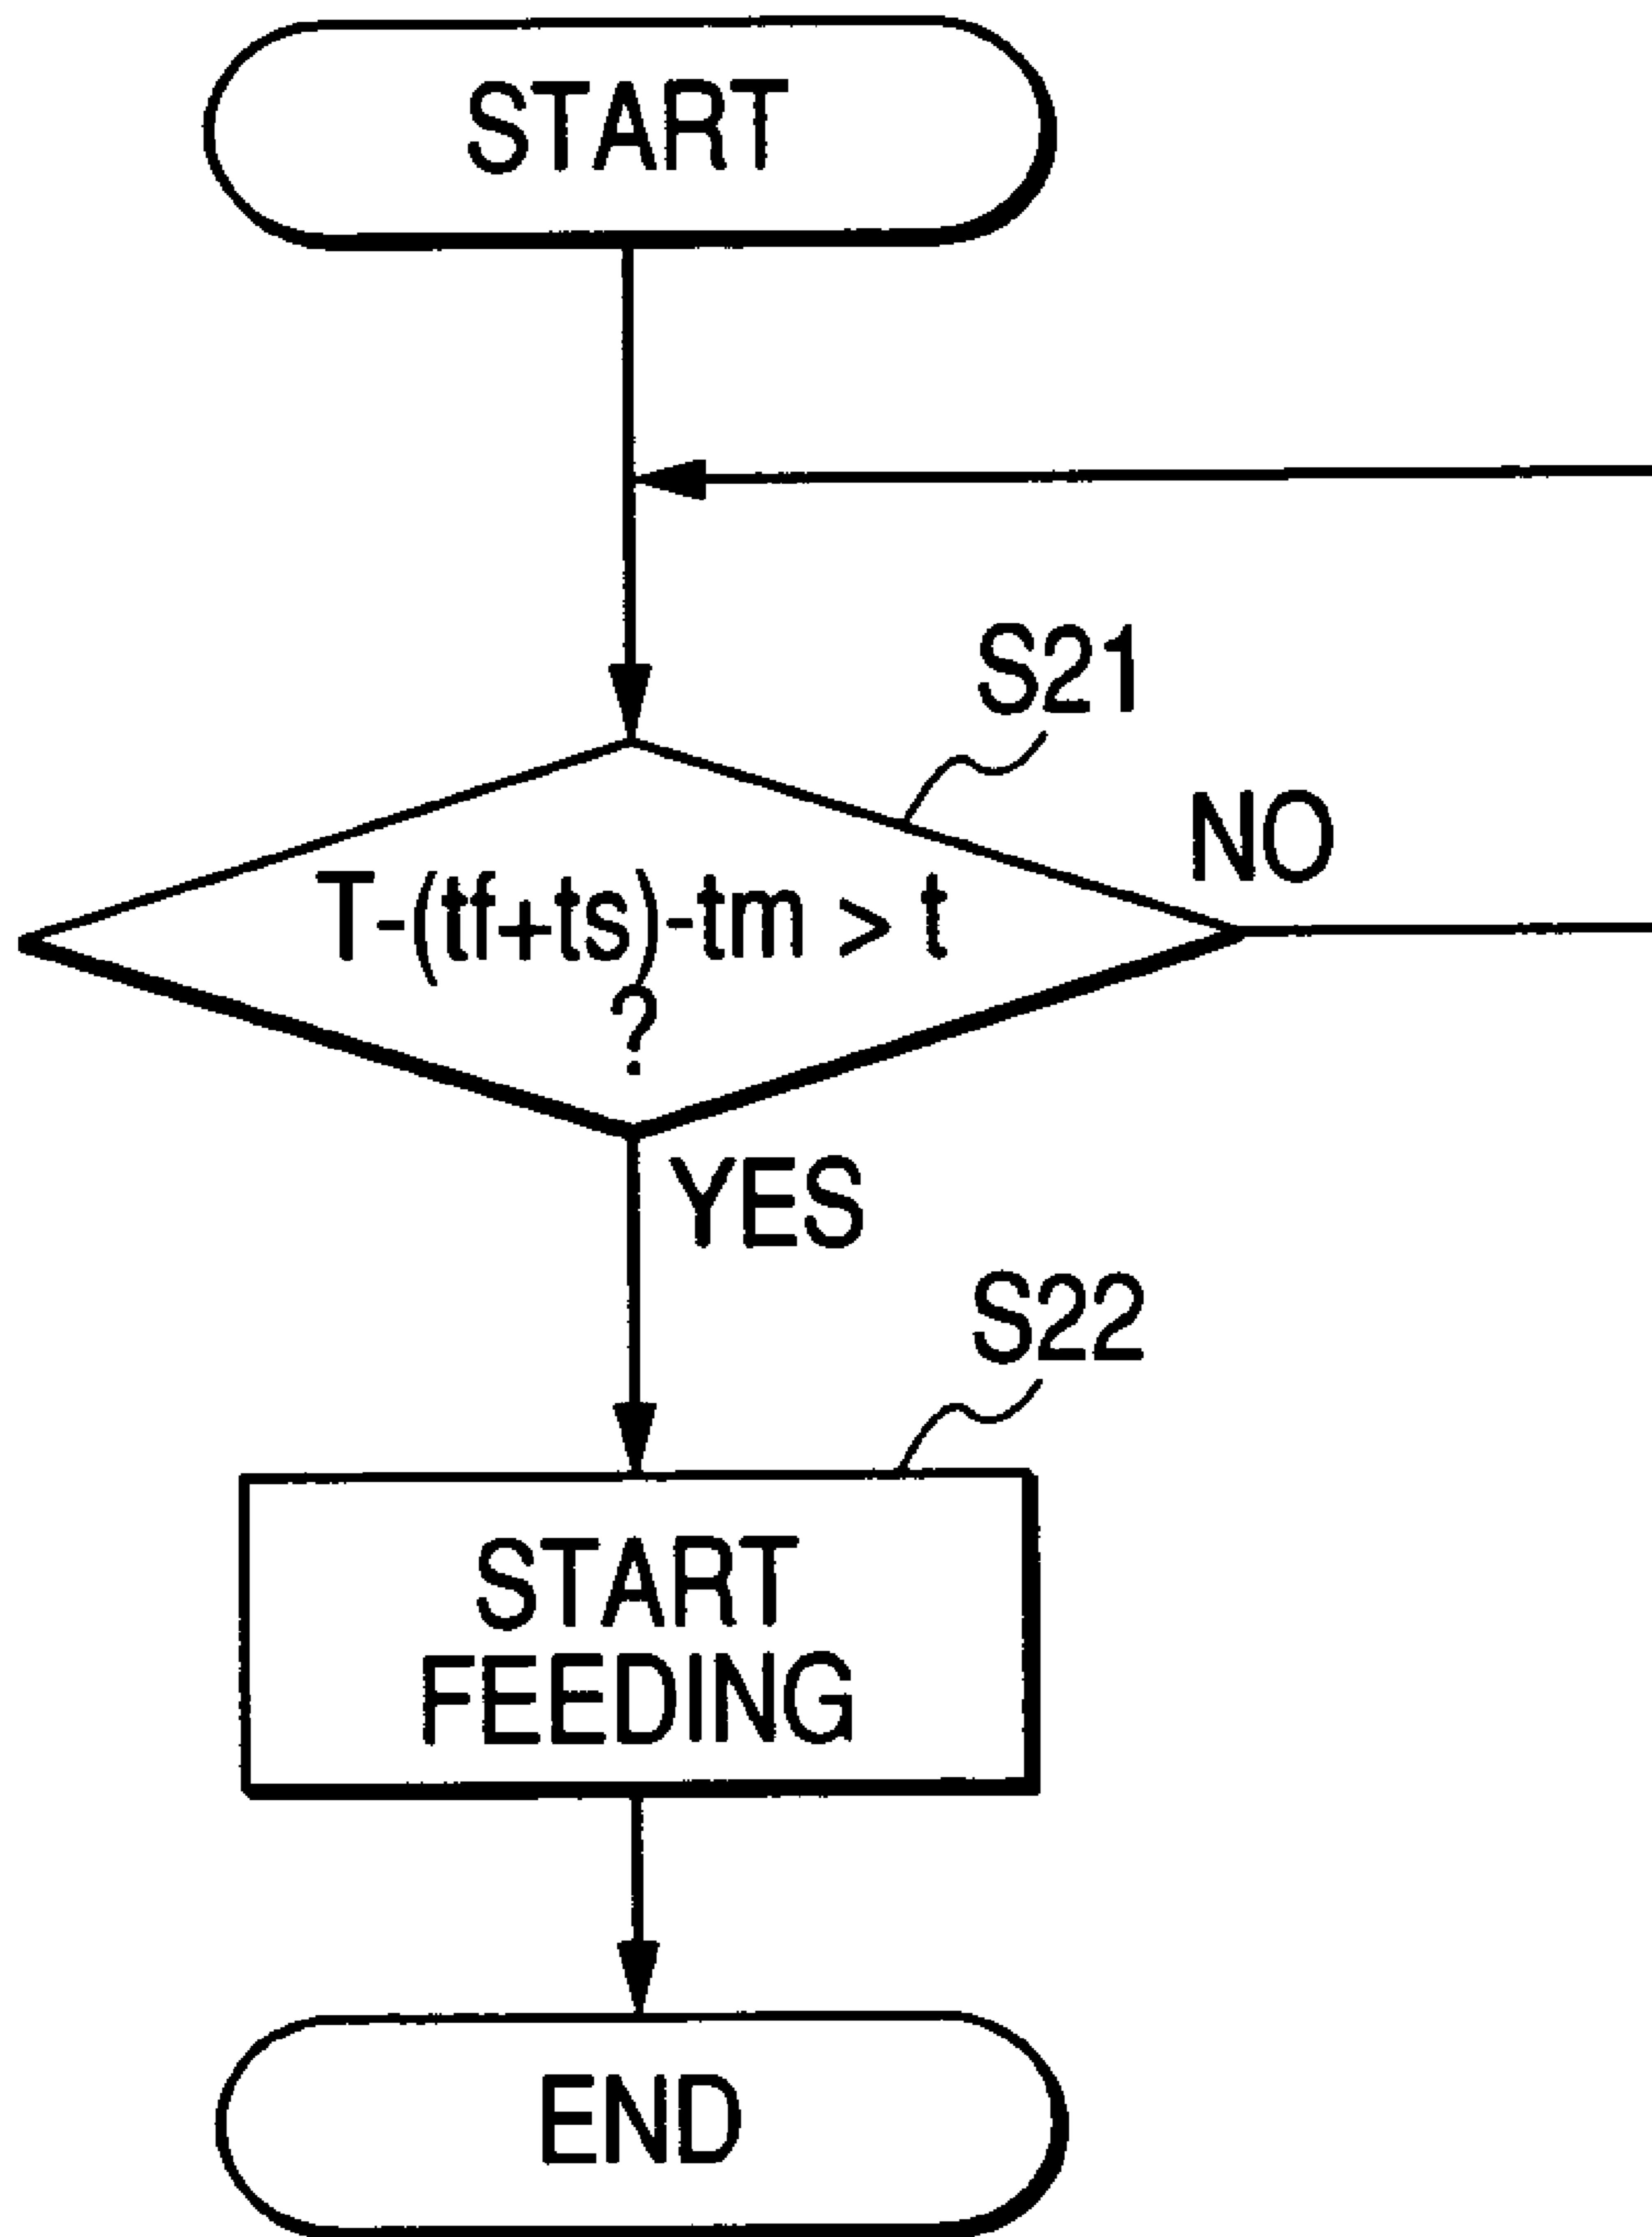 START
S21
NO
T-(tf+ts)-tm > t
?
YES
S22
START
FEEDING
END